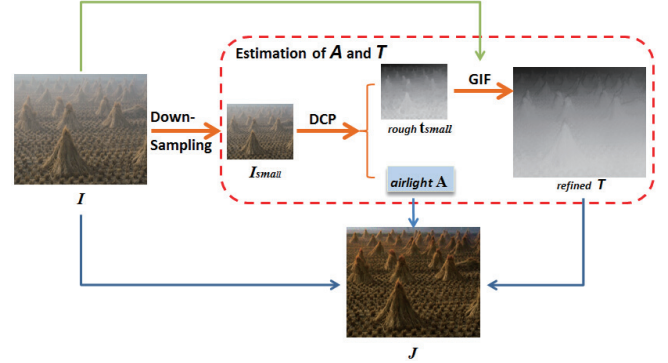 Estimation of A and T
GIF
Down-
Sampling
DCP
rough tsmall
Ismall
airlight A
refined T
I
J